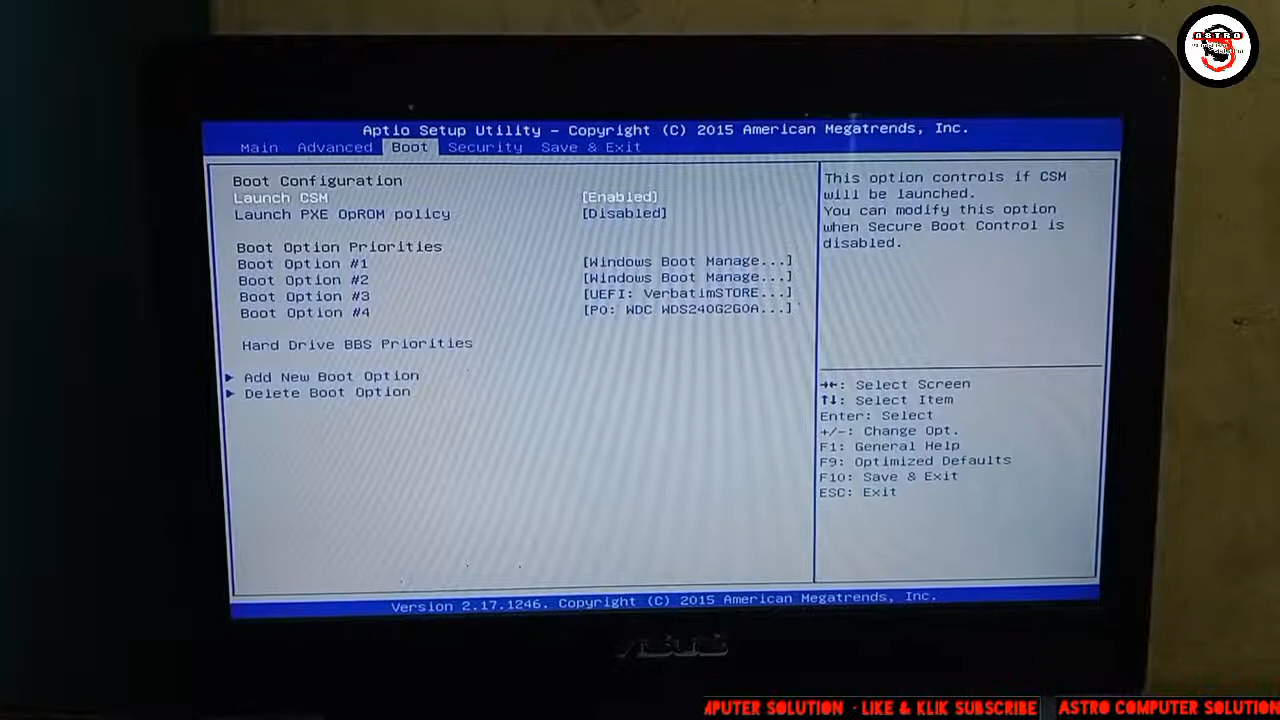 ASTRO
Aptio Setup Utility - Copyright (C) 2015 American Megatrends, Inc.
Main Advanced Boot Security Save & Exit
Boot Configuration
Launch CSM [Enabled]
Launch PXE OpROM policy [Disabled]
Boot Option Priorities
Boot Option #1 [Windows Boot Manage...]
Boot Option #2 [Windows Boot Manage...]
Boot Option #3 [UEFI: VerbatimSTORE...]
Boot Option #4 [P0: WDC WDS240G2G0A...]
Hard Drive BBS Priorities
▶ Add New Boot Option
▶ Delete Boot Option
This option controls if CSM
will be launched.
You can modify this option
when Secure Boot Control is
disabled.
→←: Select Screen
↑↓: Select Item
Enter: Select
+/-: Change Opt.
F1: General Help
F9: Optimized Defaults
F10: Save & Exit
ESC: Exit
Version 2.17.1246. Copyright (C) 2015 American Megatrends, Inc.
ASUS
MPUTER SOLUTION - LIKE & KLIK SUBSCRIBE ASTRO COMPUTER SOLUTION